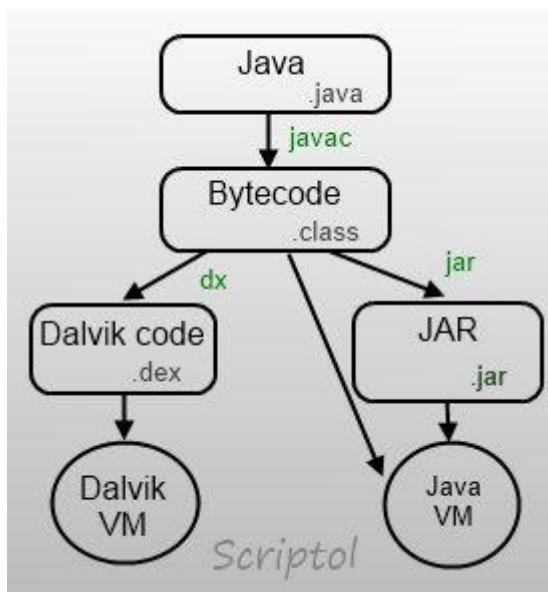 Java
.java
javac
Bytecode
.class
dx
jar
Dalvik code
.dex
JAR
.jar
Dalvik
VM
Java
VM
Scriptol